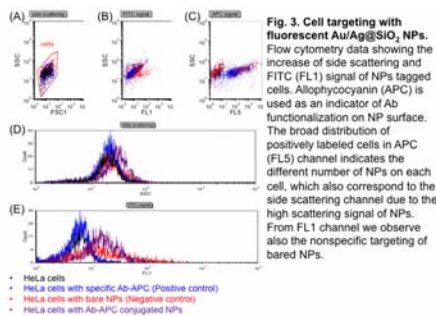 (A)
side scattering
(B)
FITC signal
(C)
APC signal
cells
SSC
FSC1
SSC
FL1
SSC
FL5
(D)
Count
SSC
(E)
Count
Fig. 3. Cell targeting with
fluorescent Au/Ag@SiO₂ NPs.
Flow cytometry data showing the
increase of side scattering and
FITC (FL1) signal of NPs tagged
cells. Allophycocyanin (APC) is
used as an indicator of Ab
functionalization on NP surface.
The broad distribution of
positively labeled cells in APC
(FL5) channel indicates the
different number of NPs on each
cell, which also correspond to the
side scattering channel due to the
high scattering signal of NPs.
From FL1 channel we observe
also the nonspecific targeting of
bared NPs.
• HeLa cells
• HeLa cells with specific Ab-APC (Positive control)
• HeLa cells with bare NPs (Negative control)
• HeLa cells with Ab-APC conjugated NPs